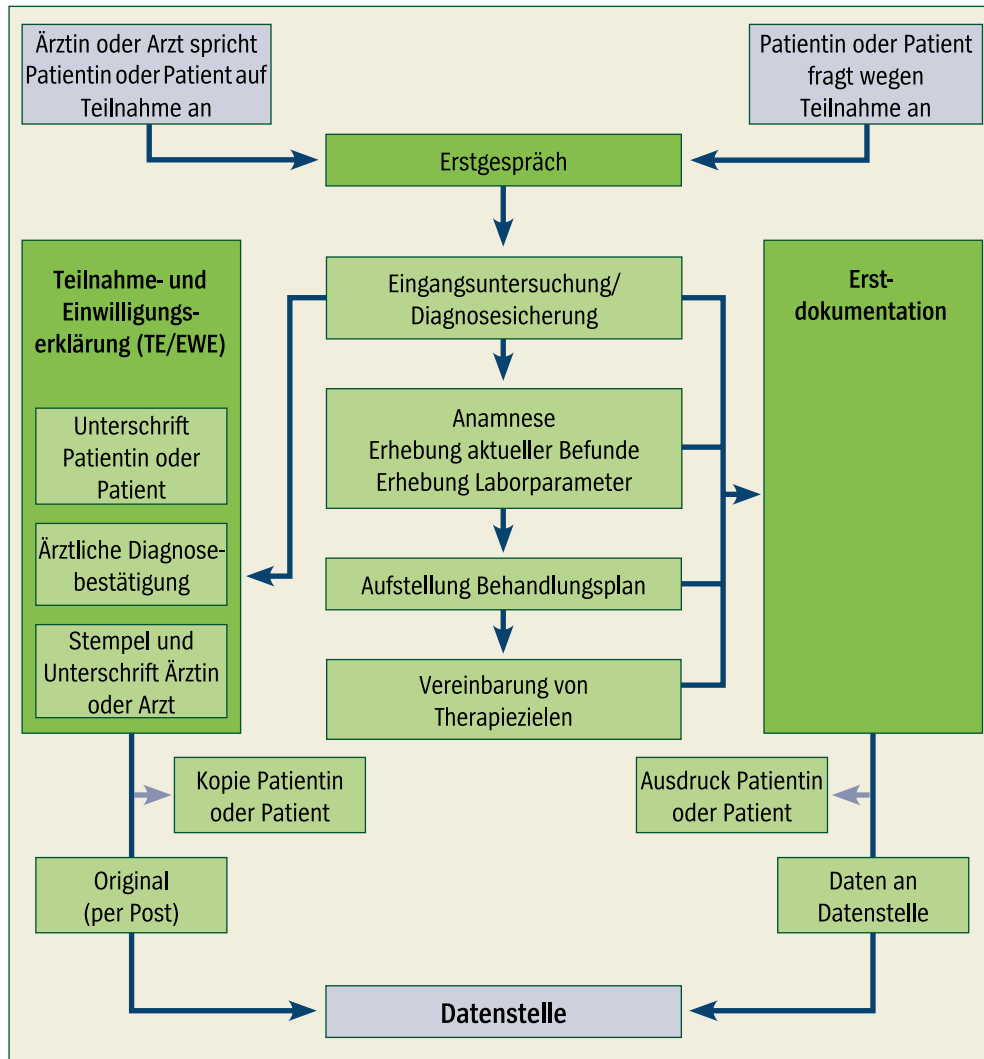 Ärztin oder Arzt spricht
Patientin oder Patient auf
Teilnahme an
Patientin oder Patient
fragt wegen
Teilnahme an
Erstgespräch
Teilnahme- und
Einwilligungs-
erklärung (TE/EWE)
Unterschrift
Patientin oder
Patient
Ärztliche Diagnose-
bestätigung
Stempel und
Unterschrift Ärztin
oder Arzt
Eingangsuntersuchung/
Diagnosesicherung
Anamnese
Erhebung aktueller Befunde
Erhebung Laborparameter
Aufstellung Behandlungsplan
Vereinbarung von
Therapiezielen
Erst-
dokumentation
Kopie Patientin
oder Patient
Ausdruck Patientin
oder Patient
Original
(per Post)
Daten an
Datenstelle
Datenstelle